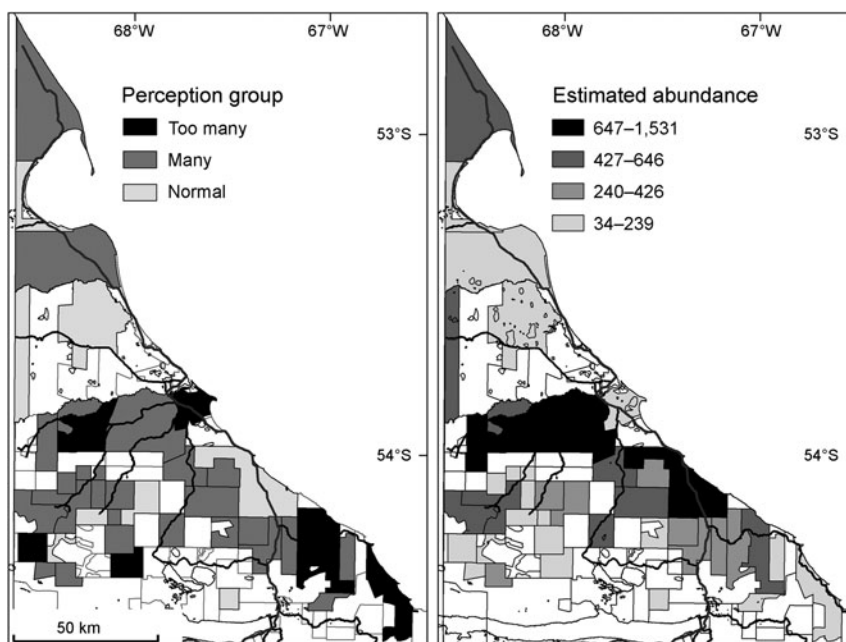 68°W 67°W
Perception group
Too many
Many
Normal
53°S
54°S
50 km
68°W 67°W
Estimated abundance
647–1,531
427–646
240–426
34–239
53°S
54°S